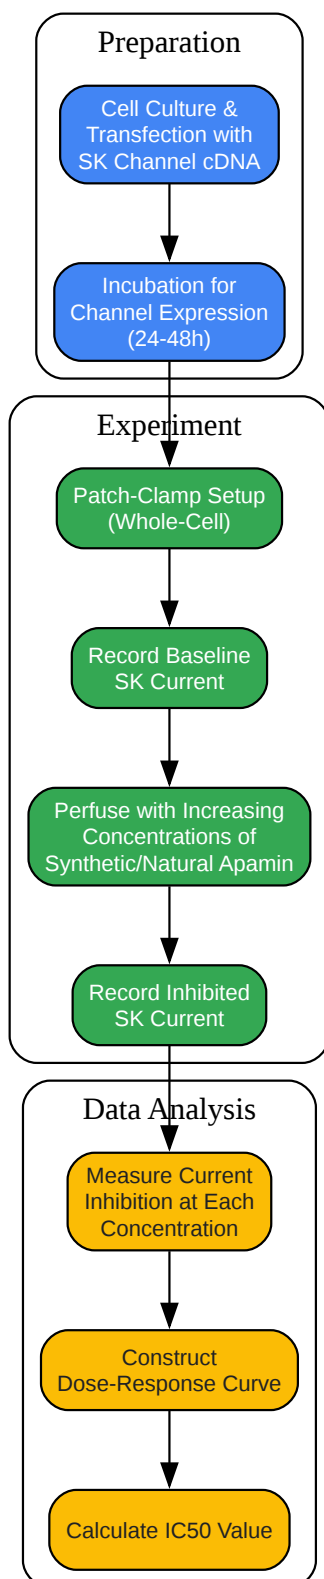 Preparation
Cell Culture &
Transfection with
SK Channel cDNA
Incubation for
Channel Expression
(24-48h)
Experiment
Patch-Clamp Setup
(Whole-Cell)
Record Baseline
SK Current
Perfuse with Increasing
Concentrations of
Synthetic/Natural Apamin
Record Inhibited
SK Current
Data Analysis
Measure Current
Inhibition at Each
Concentration
Construct
Dose-Response Curve
Calculate IC50 Value